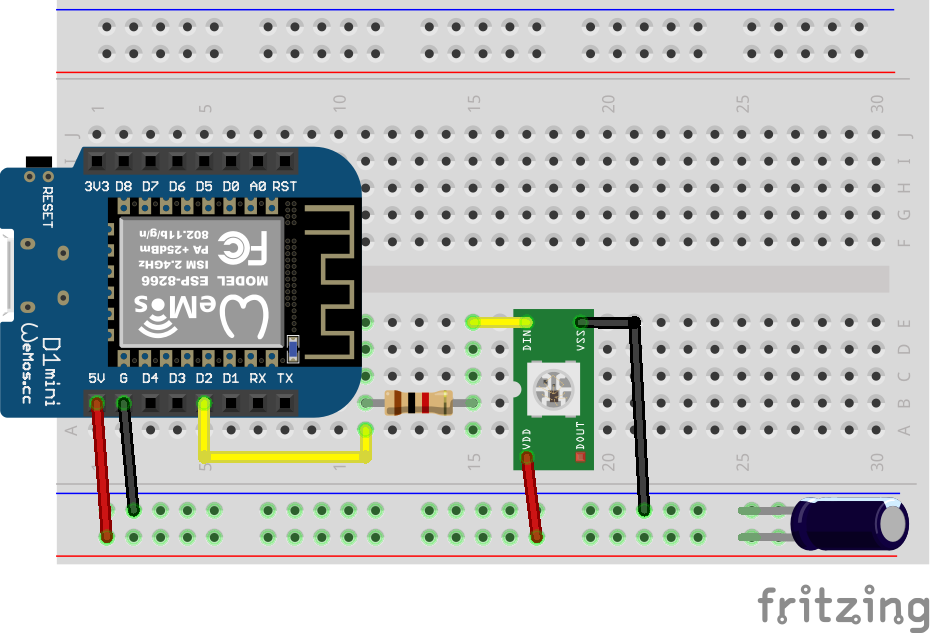 1 5 10 15 20 25 30
J J
I I
H H
G G
F F
3V3 D8 D7 D6 D5 D0 A0 RST
RESET
802.11b/g/n
PA +25dBm
ISM 2.4GHz
FC
MODEL ESP-8266
WeMos
D1 mini
WeMos.cc
5V G D4 D3 D2 D1 RX TX
E E
D D
C C
B B
A A
DIN VSS
VDD DOUT
1 5 10 15 20 25 30
fritzing